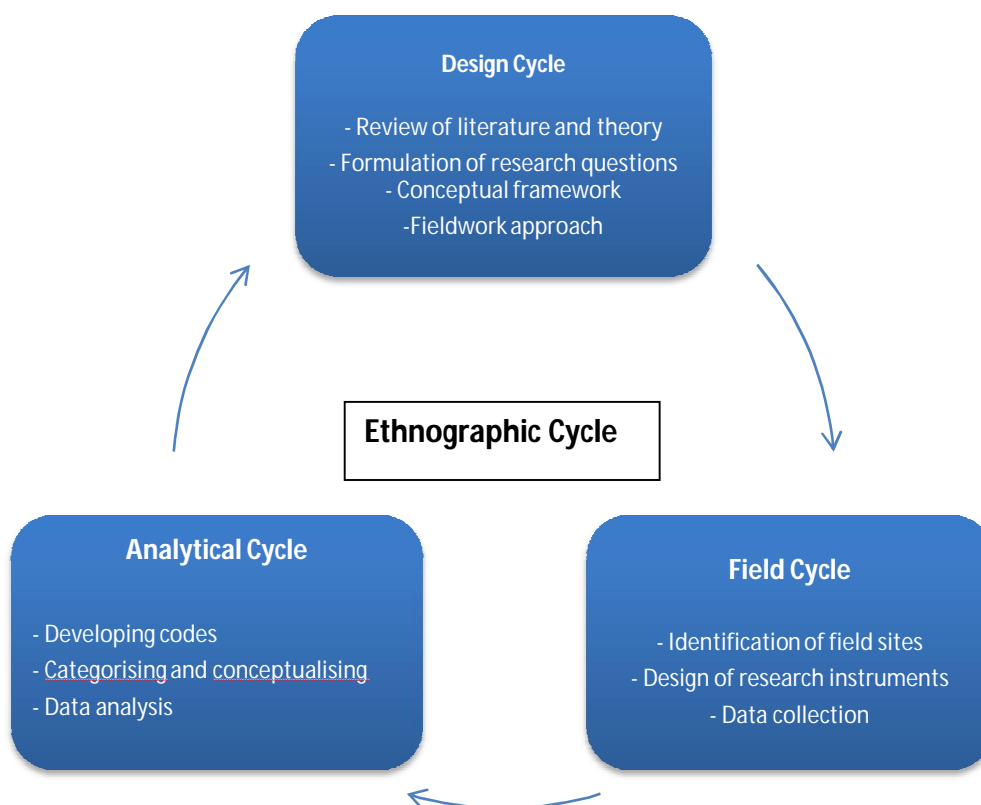 Design Cycle
- Review of literature and theory
- Formulation of research questions
- Conceptual framework
-Fieldwork approach
Ethnographic Cycle
Analytical Cycle
- Developing codes
- Categorising and conceptualising
- Data analysis
Field Cycle
- Identification of field sites
- Design of research instruments
- Data collection